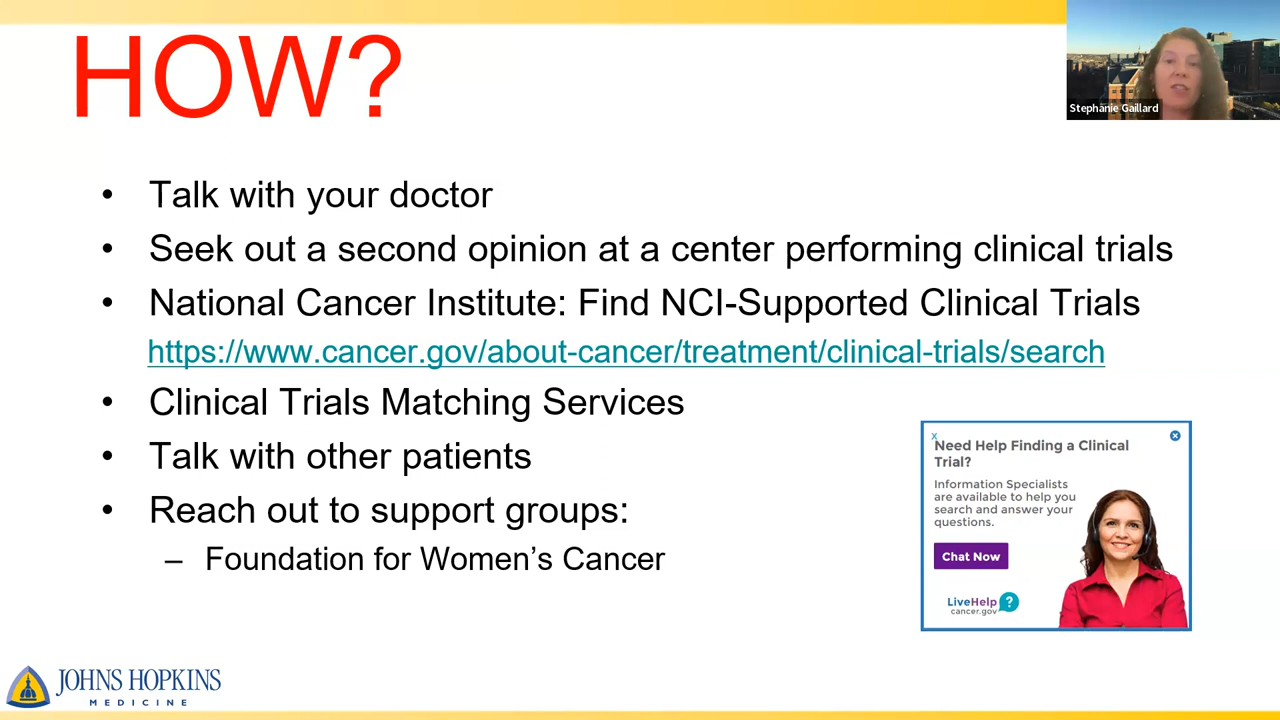 HOW?
Stephanie Gaillard
• Talk with your doctor
• Seek out a second opinion at a center performing clinical trials
• National Cancer Institute: Find NCI-Supported Clinical Trials
https://www.cancer.gov/about-cancer/treatment/clinical-trials/search
• Clinical Trials Matching Services
• Talk with other patients
• Reach out to support groups:
– Foundation for Women’s Cancer
x
Need Help Finding a Clinical
Trial?
Information Specialists
are available to help you
search and answer your
questions.
Chat Now
LiveHelp ?
cancer.gov
JOHNS HOPKINS
MEDICINE